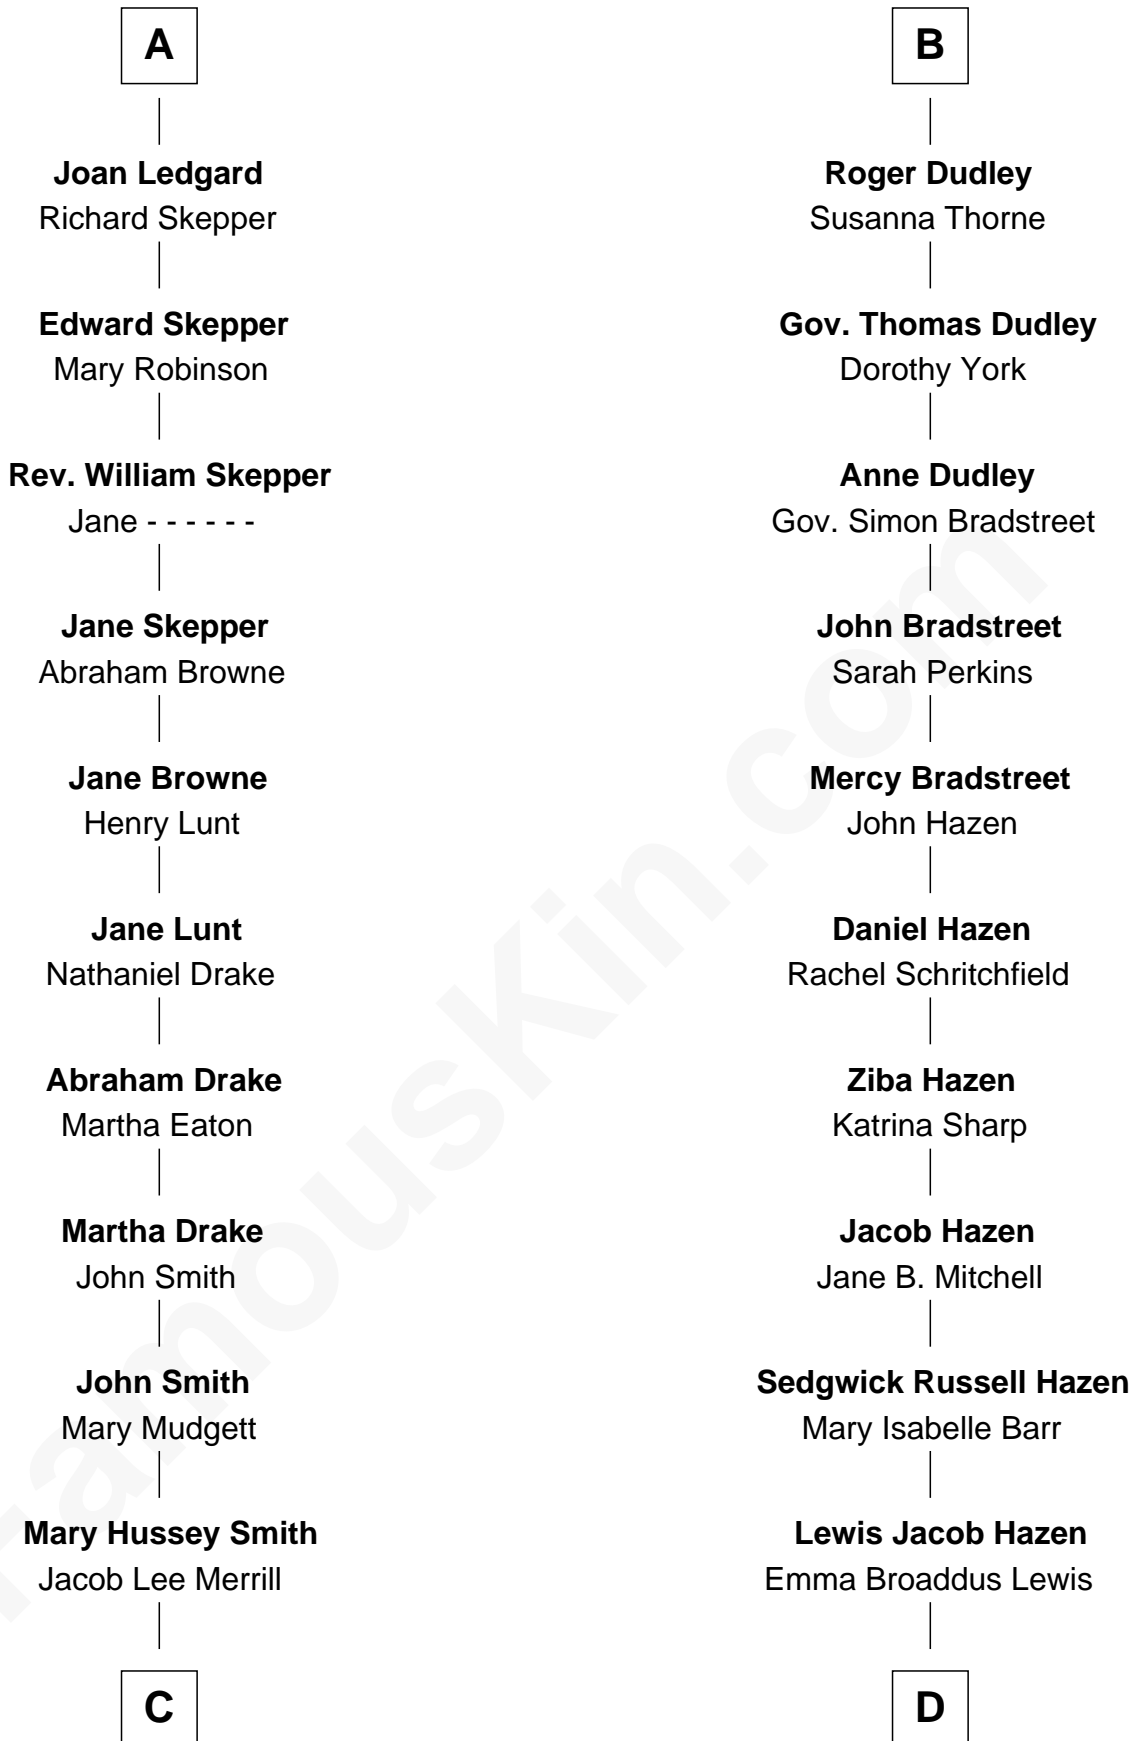 A
Joan Ledgard
Richard Skepper
Edward Skepper
Mary Robinson
Rev. William Skepper
Jane - - - - - -
Jane Skepper
Abraham Browne
Jane Browne
Henry Lunt
Jane Lunt
Nathaniel Drake
Abraham Drake
Martha Eaton
Martha Drake
John Smith
John Smith
Mary Mudgett
Mary Hussey Smith
Jacob Lee Merrill
C
B
Roger Dudley
Susanna Thorne
Gov. Thomas Dudley
Dorothy York
Anne Dudley
Gov. Simon Bradstreet
John Bradstreet
Sarah Perkins
Mercy Bradstreet
John Hazen
Daniel Hazen
Rachel Schritchfield
Ziba Hazen
Katrina Sharp
Jacob Hazen
Jane B. Mitchell
Sedgwick Russell Hazen
Mary Isabelle Barr
Lewis Jacob Hazen
Emma Broaddus Lewis
D
FamousKin.com